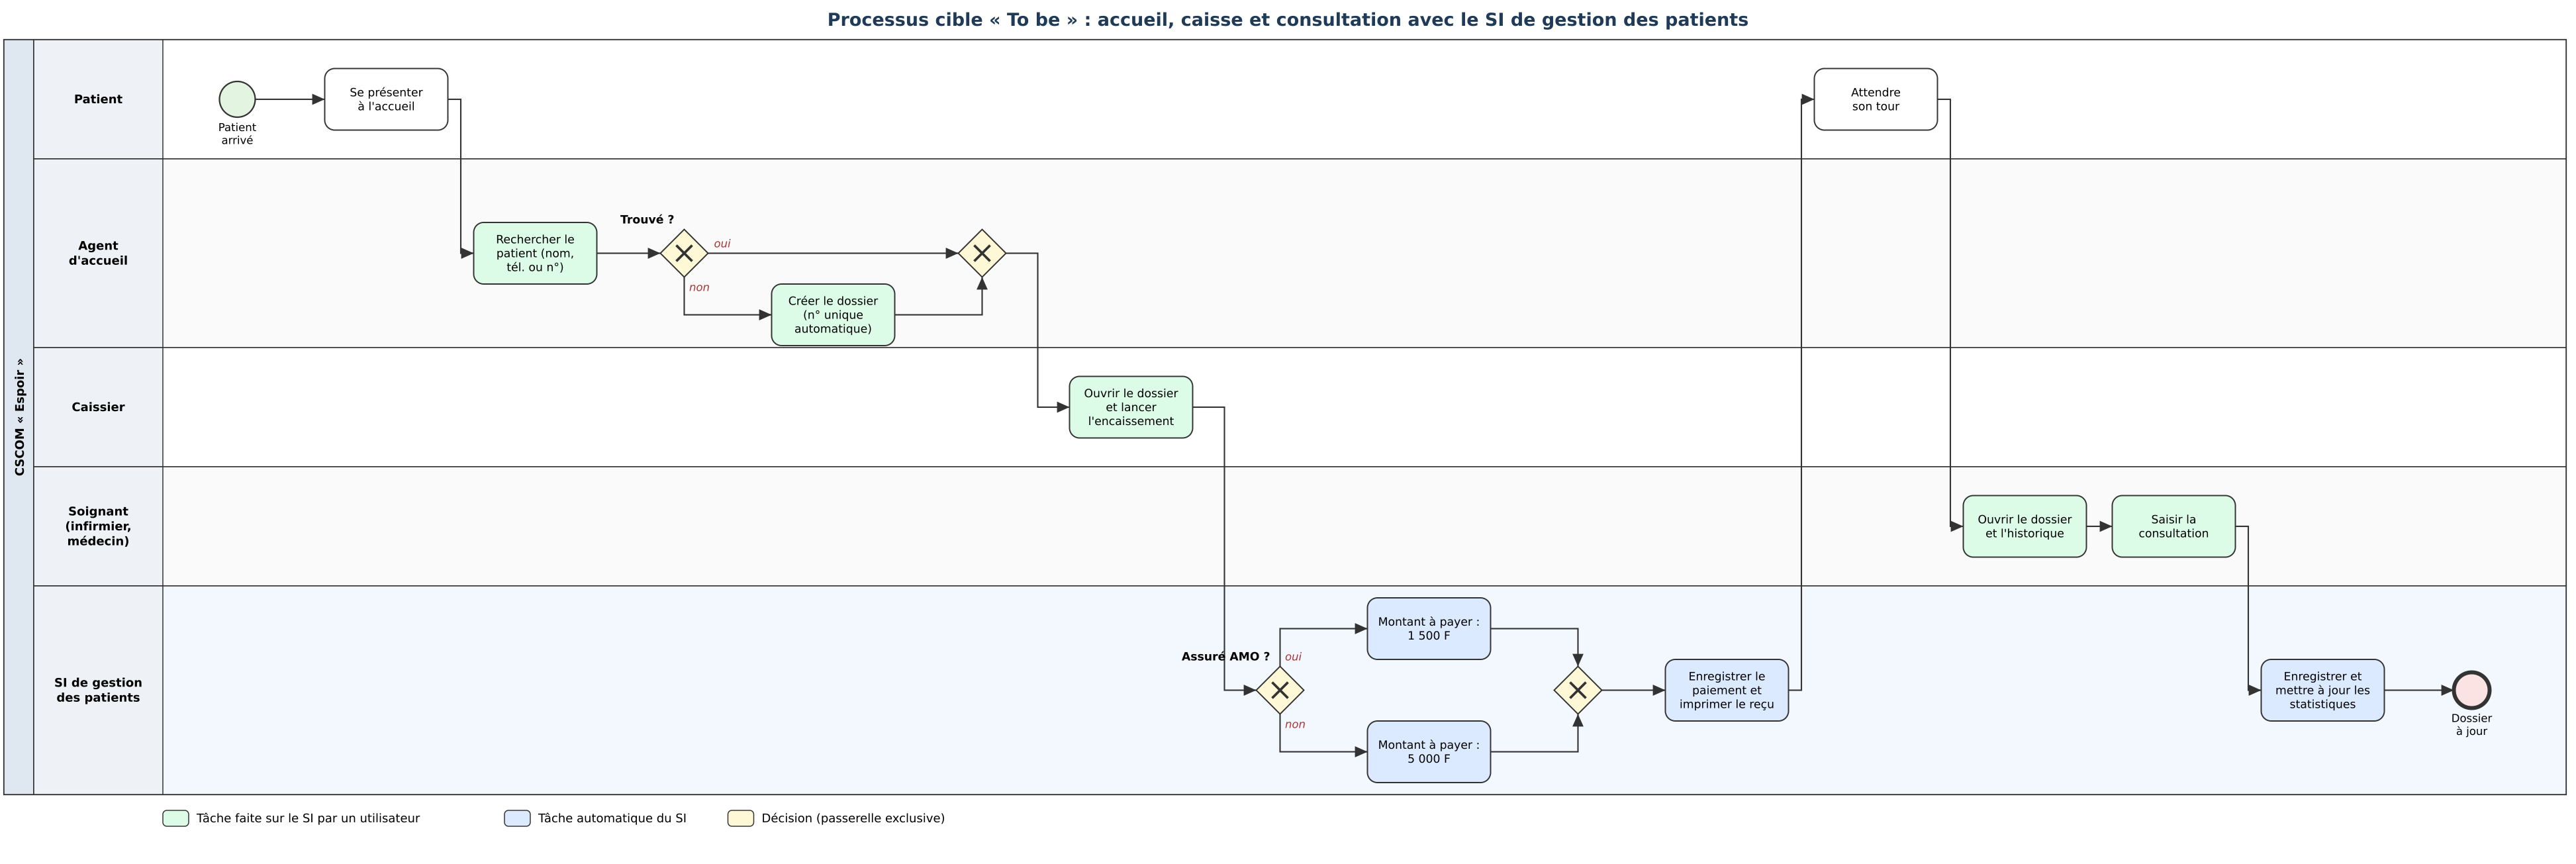 Processus cible « To be » : accueil, caisse et consultation avec le SI de gestion des patients
CSCOM « Espoir »
Patient
Patient
arrivé
Se présenter
à l'accueil
Attendre
son tour
Agent
d'accueil
Rechercher le
patient (nom,
tél. ou n°)
Trouvé ?
oui
non
Créer le dossier
(n° unique
automatique)
Caissier
Ouvrir le dossier
et lancer
l'encaissement
Soignant
(infirmier,
médecin)
Ouvrir le dossier
et l'historique
Saisir la
consultation
SI de gestion
des patients
Assuré AMO ?
oui
non
Montant à payer :
1 500 F
Montant à payer :
5 000 F
Enregistrer le
paiement et
imprimer le reçu
Enregistrer et
mettre à jour les
statistiques
Dossier
à jour
Tâche faite sur le SI par un utilisateur
Tâche automatique du SI
Décision (passerelle exclusive)